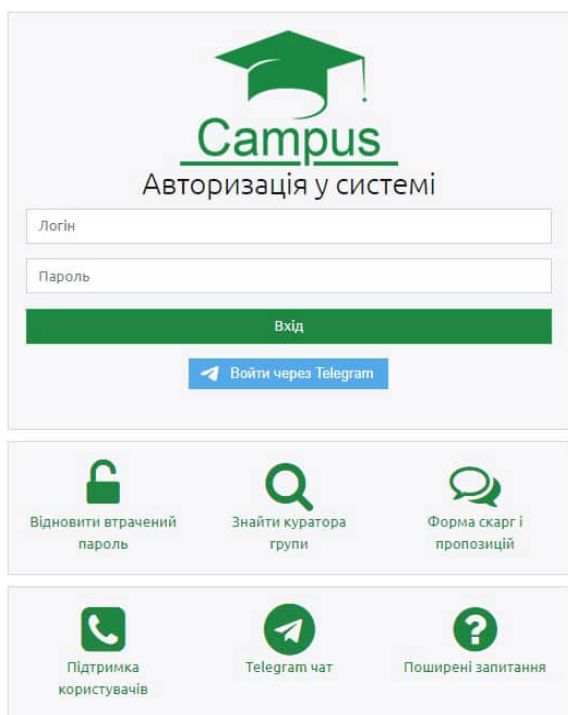 Campus
Авторизація у системі
Логін
Пароль
Вхід
Войти через Telegram
Відновити втрачений
пароль
Знайти куратора
групи
Форма скарг і
пропозицій
Підтримка
користувачів
Telegram чат
Поширені запитання